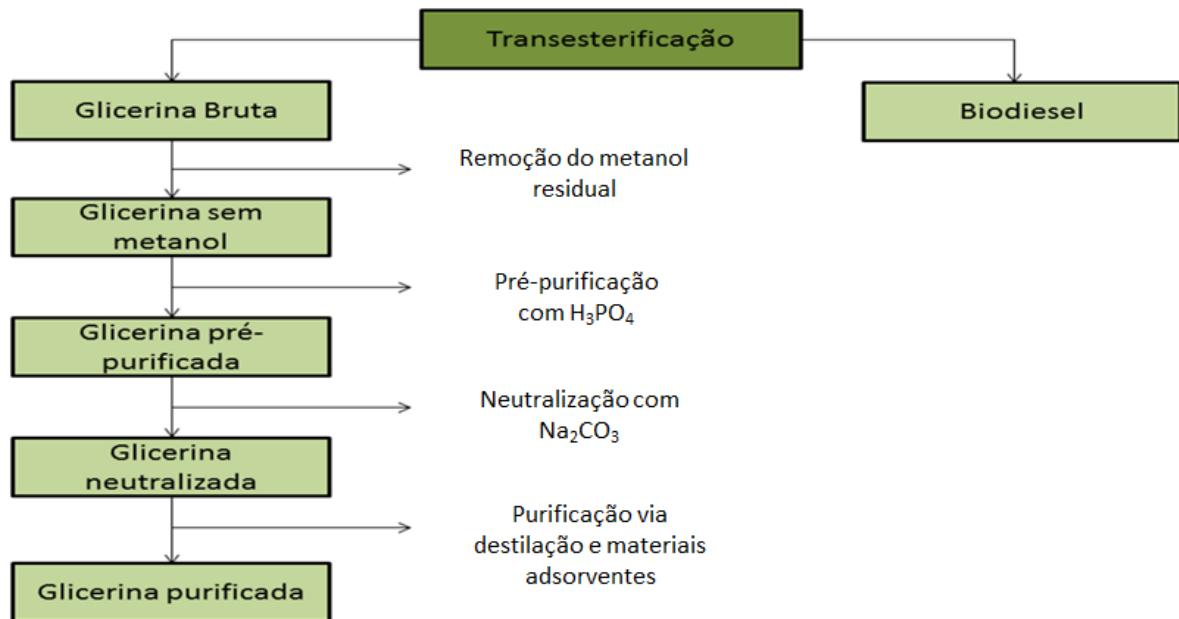 Transesterificação
Glicerina Bruta
Biodiesel
Remoção do metanol
residual
Glicerina sem
metanol
Pré-purificação
com H₃PO₄
Glicerina pré-
purificada
Neutralização com
Na₂CO₃
Glicerina
neutralizada
Purificação via
destilação e materiais
adsorventes
Glicerina purificada